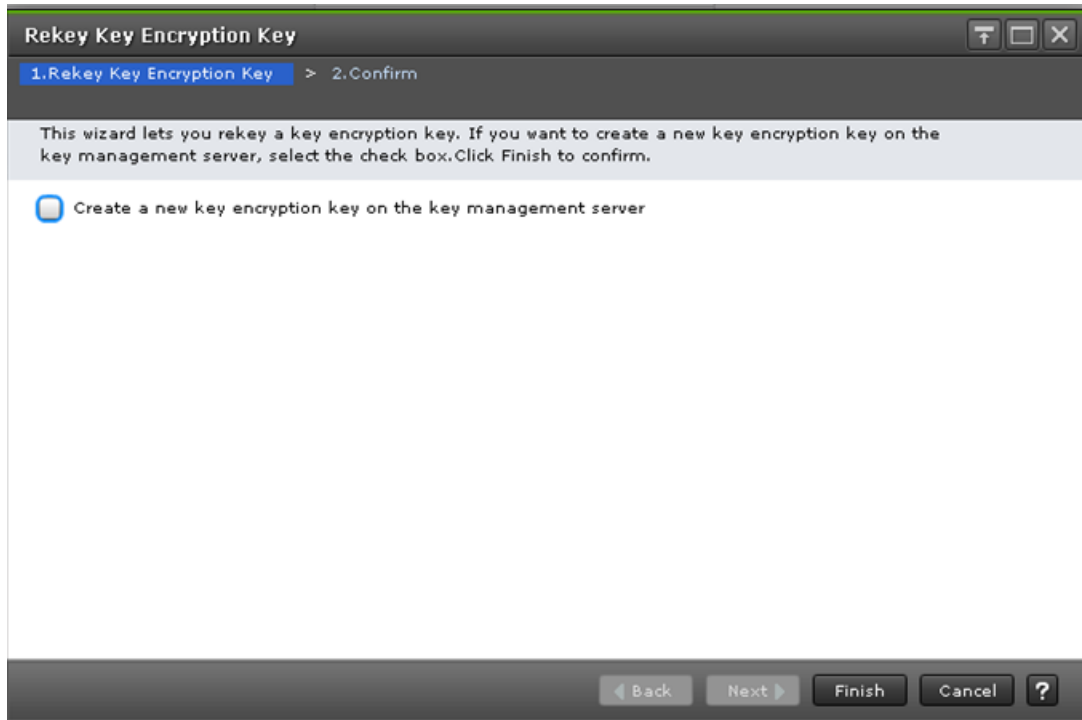 Rekey Key Encryption Key
1.Rekey Key Encryption Key > 2.Confirm
This wizard lets you rekey a key encryption key. If you want to create a new key encryption key on the
key management server, select the check box.Click Finish to confirm.
Create a new key encryption key on the key management server
Back Next Finish Cancel ?